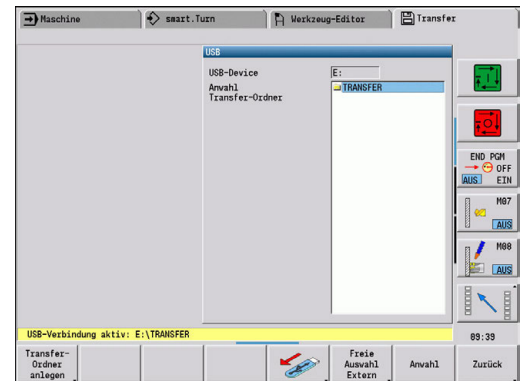 Maschine
smart.Turn
Werkzeug-Editor
Transfer
USB
USB-Device E:
Anwahl TRANSFER
Transfer-Ordner
END PGM
OFF
AUS EIN
M07
AUS
M08
AUS
USB-Verbindung aktiv: E:\TRANSFER
09:39
Transfer-
Ordner
anlegen
Freie
Auswahl
Extern
Anwahl
Zurück